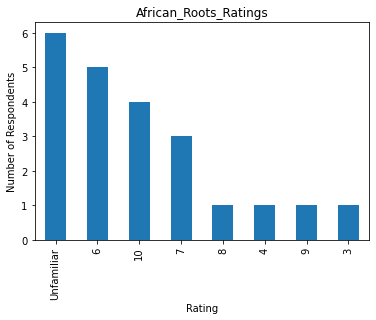 African_Roots_Ratings
Number of Respondents
6
5
4
3
2
1
0
Unfamiliar 6 10 7 8 4 9 3
Rating